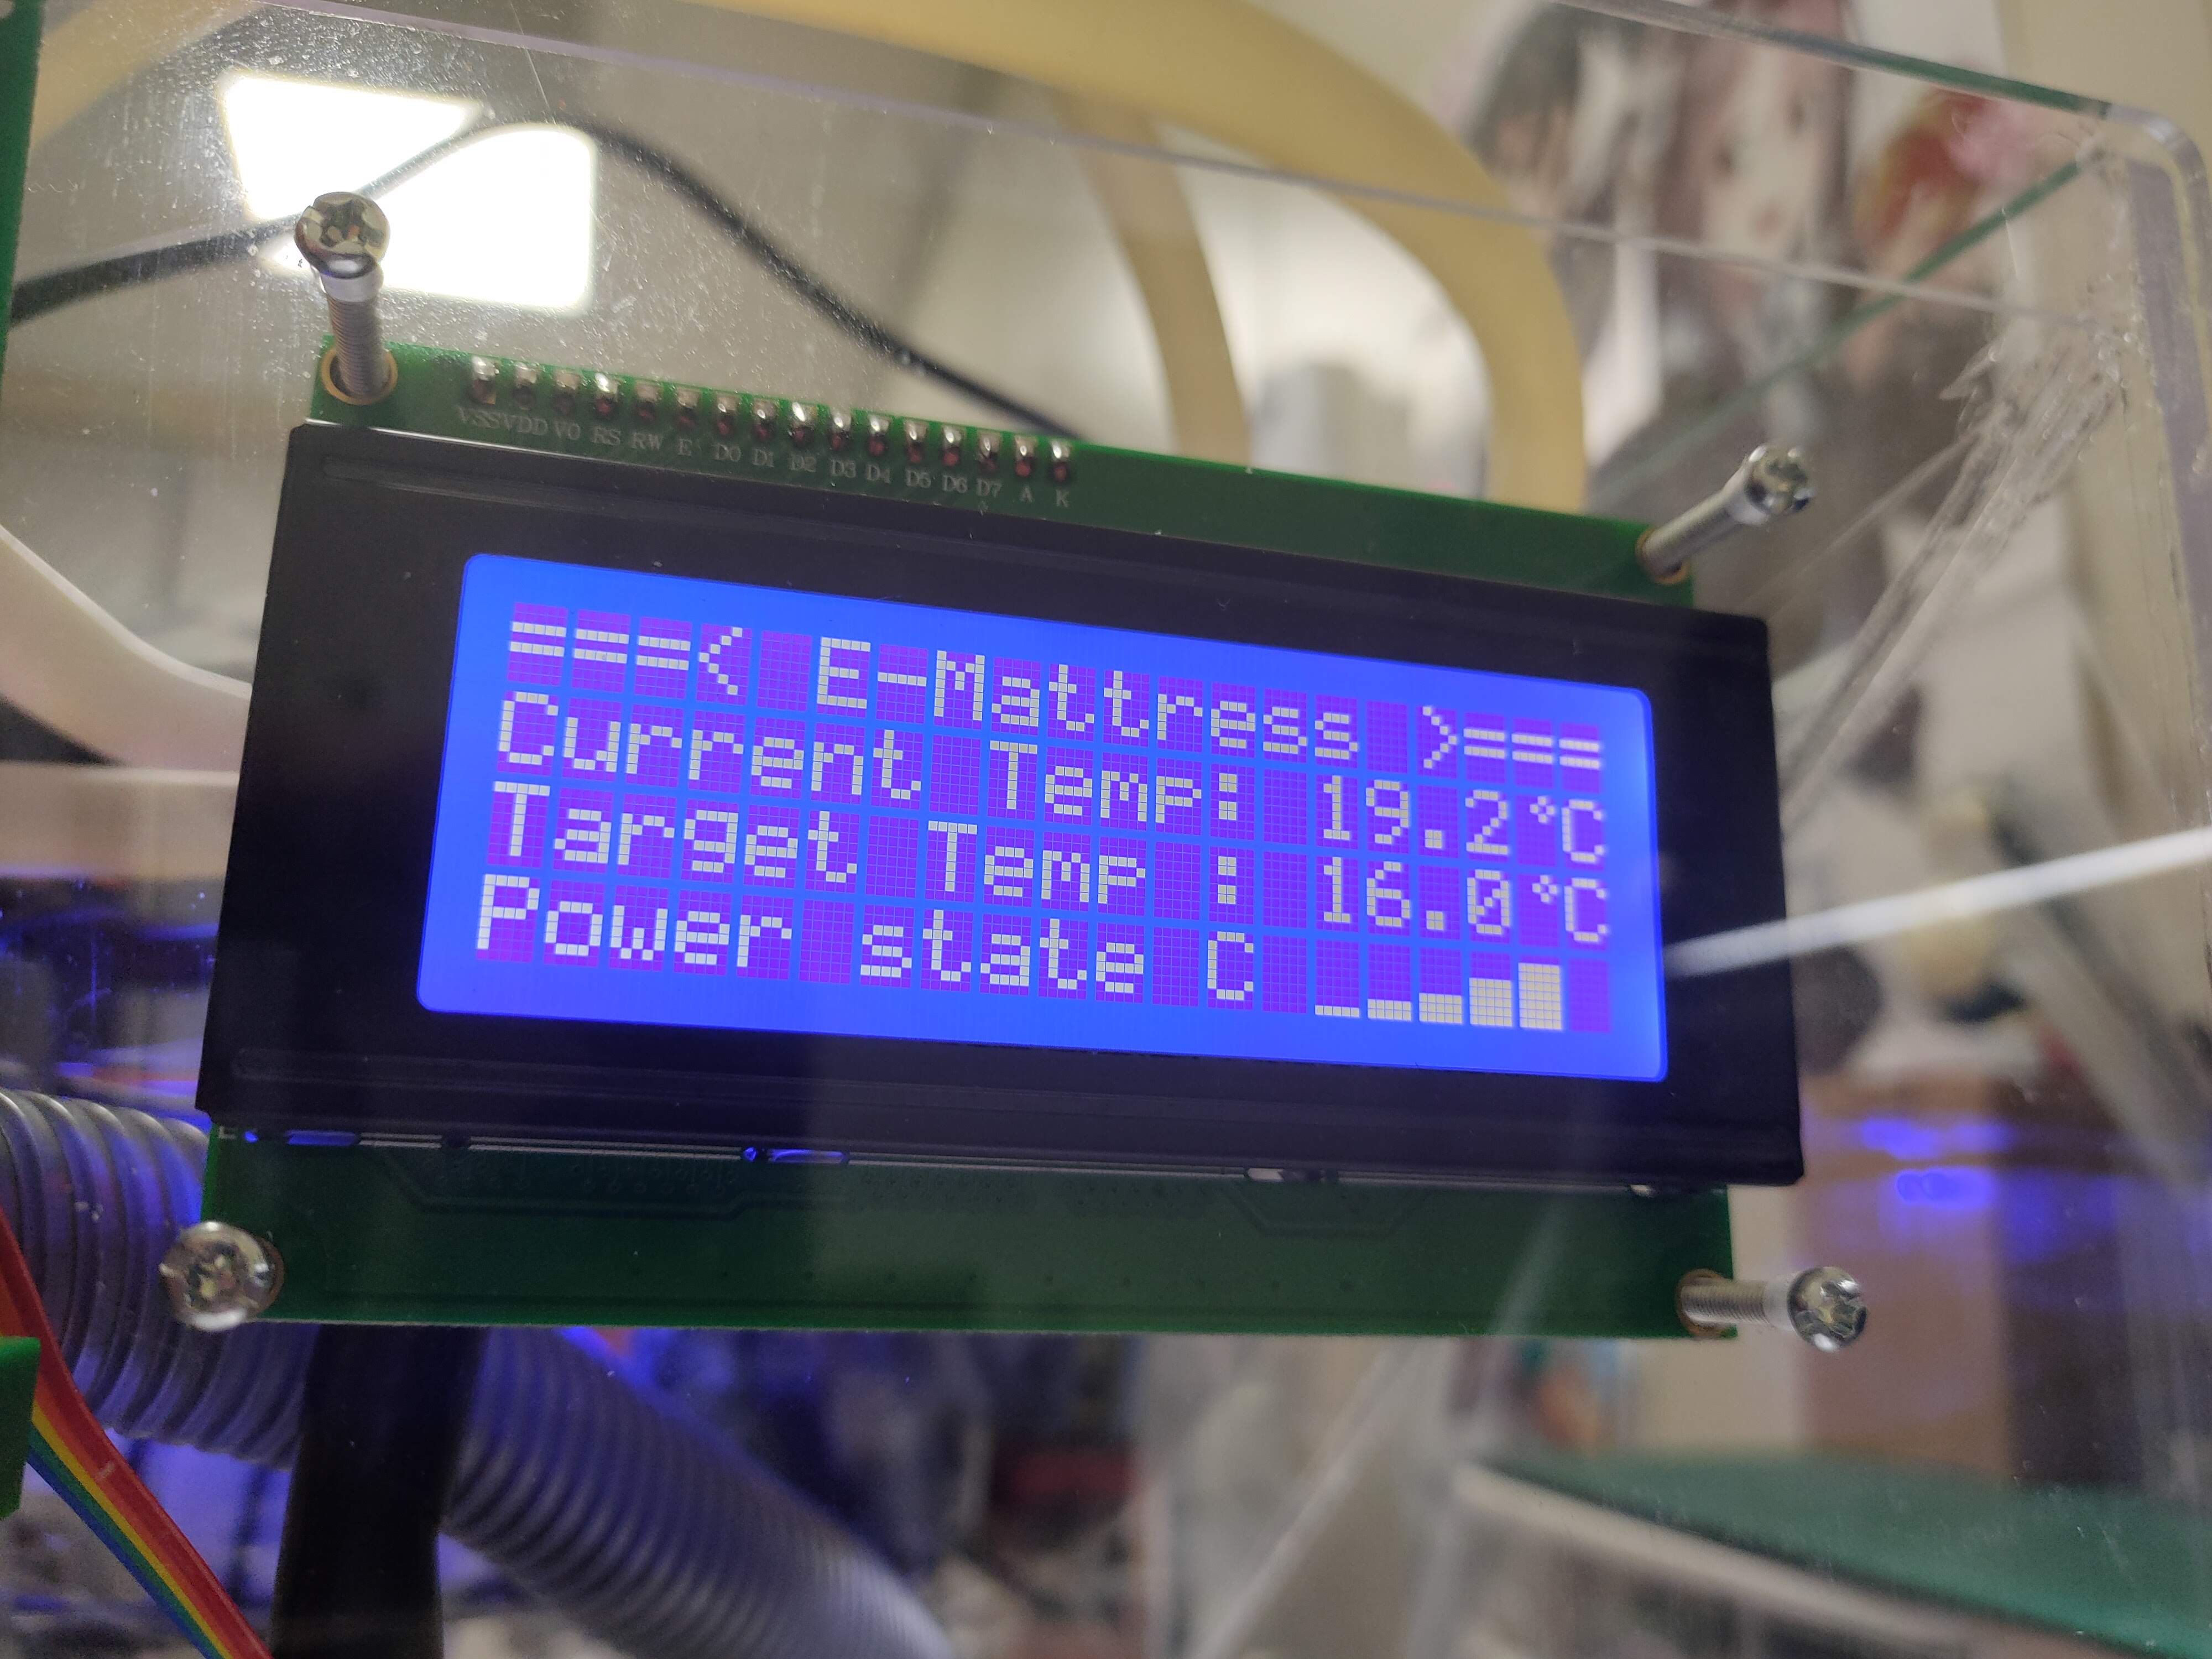 VSS VDD V0 RS RW E D0 D1 D2 D3 D4 D5 D6 D7 A K
===< E-Mattress >===
Current Temp: 19.2°C
Target Temp : 16.0°C
Power state C ▁▂▃▆█